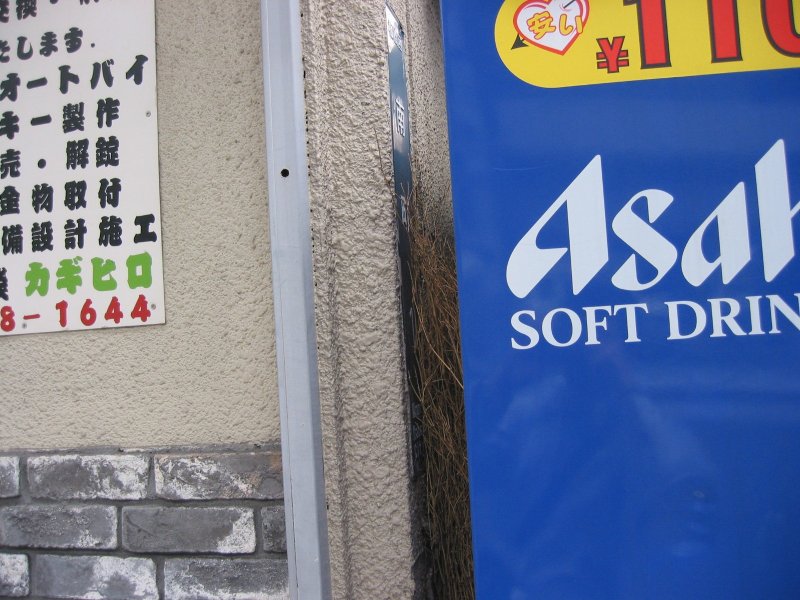 たします.
オートバイ
キー製作
売・解錠
金物取付
備設計施工
カギヒロ
8-1644
安い
¥110
Asah
SOFT DRIN